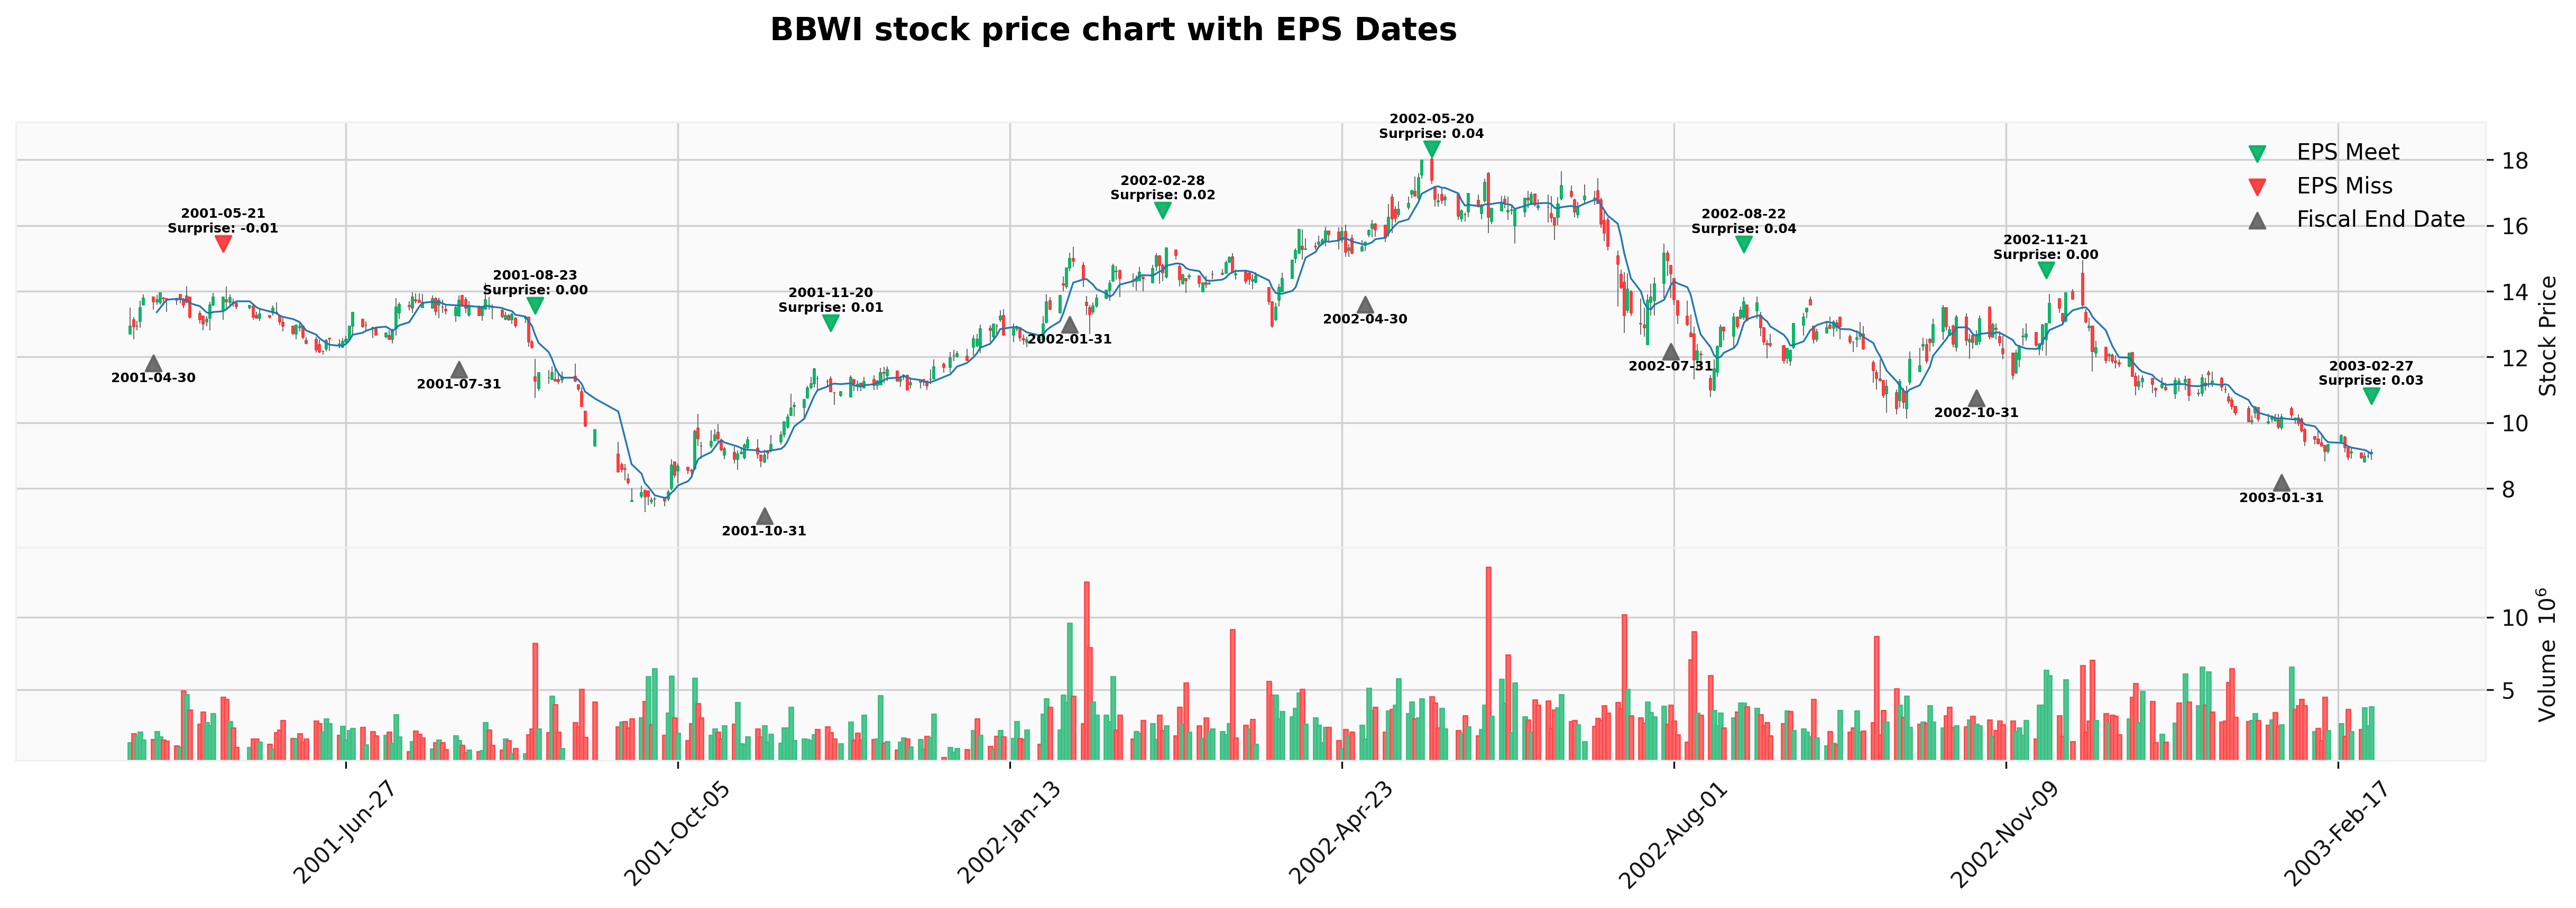 BBWI stock price chart with EPS Dates
2002-05-20
Surprise: 0.04
EPS Meet
EPS Miss
Fiscal End Date
2001-05-21
Surprise: -0.01
2001-08-23
Surprise: 0.00
2001-11-20
Surprise: 0.01
2002-02-28
Surprise: 0.02
2002-08-22
Surprise: 0.04
2002-11-21
Surprise: 0.00
2003-02-27
Surprise: 0.03
2001-04-30
2001-07-31
2001-10-31
2002-01-31
2002-04-30
2002-07-31
2002-10-31
2003-01-31
18
16
14
12
10
8
Stock Price
10
5
Volume 10⁶
2001-Jun-27
2001-Oct-05
2002-Jan-13
2002-Apr-23
2002-Aug-01
2002-Nov-09
2003-Feb-17